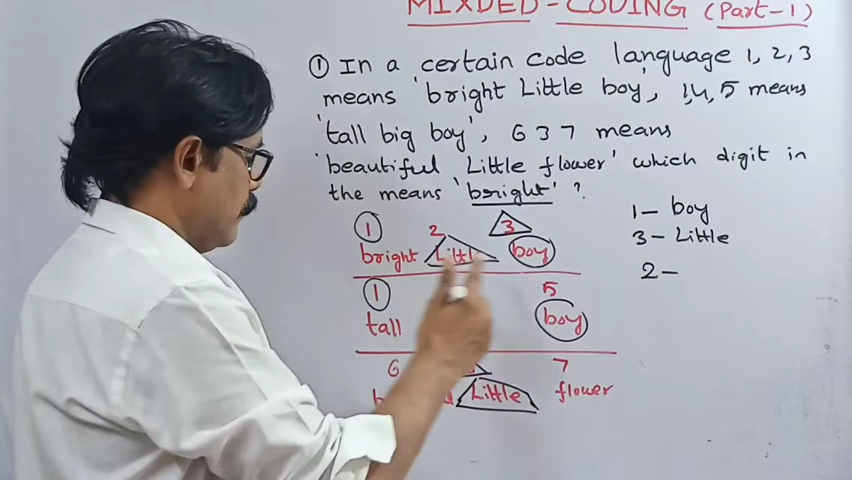 MIXDED-CODING (Part-1)
① In a certain code language 1, 2, 3
means 'bright Little boy', 1,4,5 means
'tall big boy', 6 3 7 means
'beautiful Little flower' which digit in
the means 'bright' ?
1 2 3
bright Little boy
1 5
tall boy
6 7
Little flower
1 - boy
3 - Little
2 -